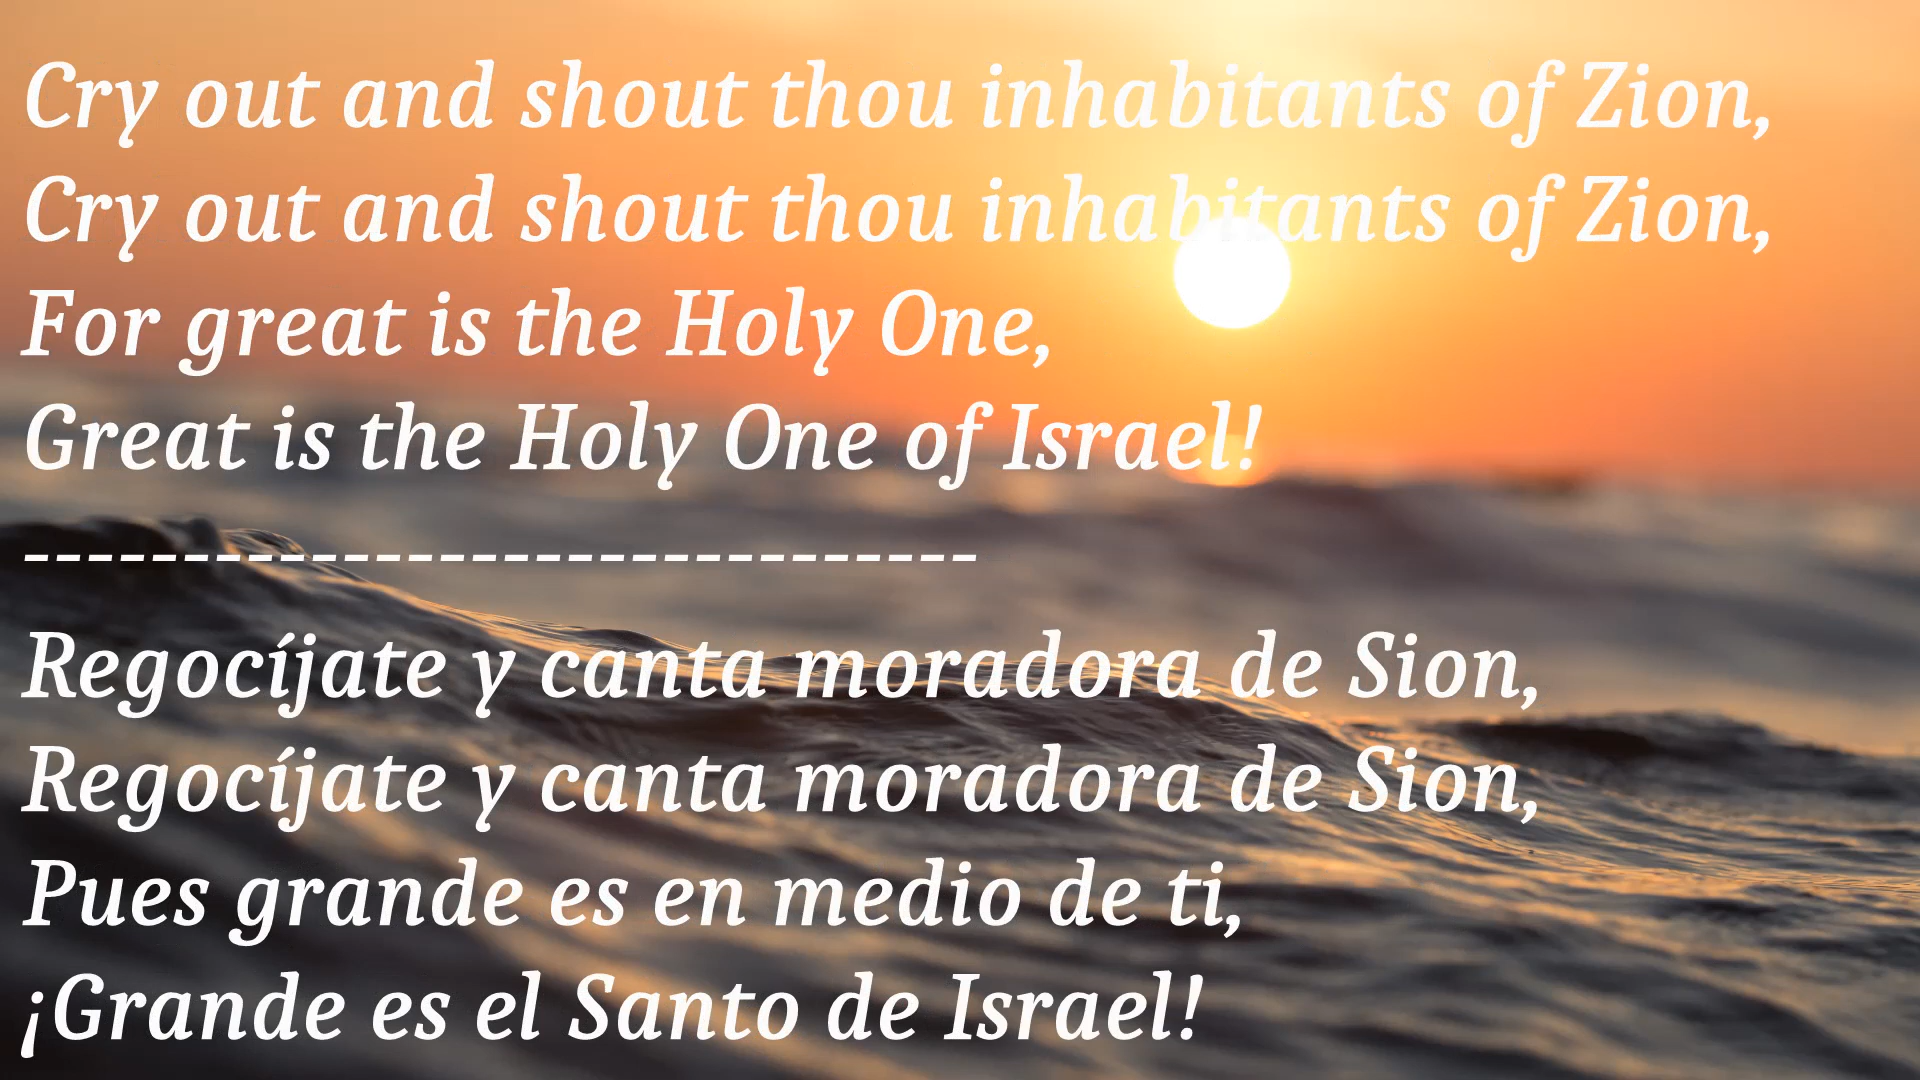 Cry out and shout thou inhabitants of Zion,
Cry out and shout thou inhabitants of Zion,
For great is the Holy One,
Great is the Holy One of Israel!
------------------------------
Regocíjate y canta moradora de Sion,
Regocíjate y canta moradora de Sion,
Pues grande es en medio de ti,
¡Grande es el Santo de Israel!